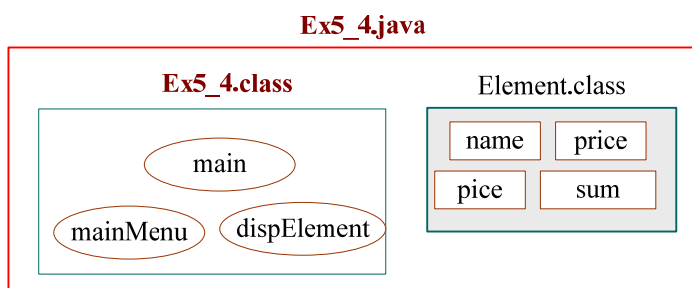 Ex5_4.java
Ex5_4.class
Element.class
main
mainMenu
dispElement
name
price
pice
sum